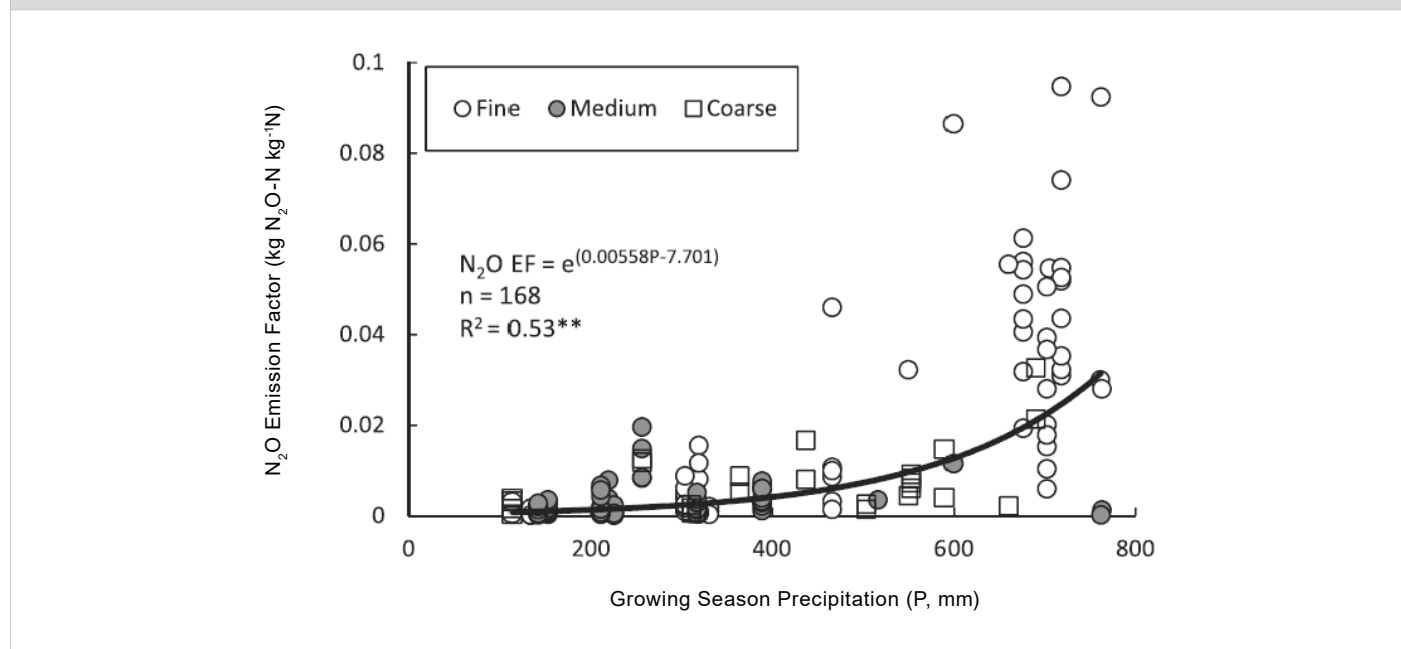 0.1
Fine Medium Coarse
0.08
0.06
N₂O EF = e^(0.00558P-7.701)
n = 168
R² = 0.53**
0.04
0.02
0
0 200 400 600 800
N₂O Emission Factor (kg N₂O-N kg⁻¹N)
Growing Season Precipitation (P, mm)